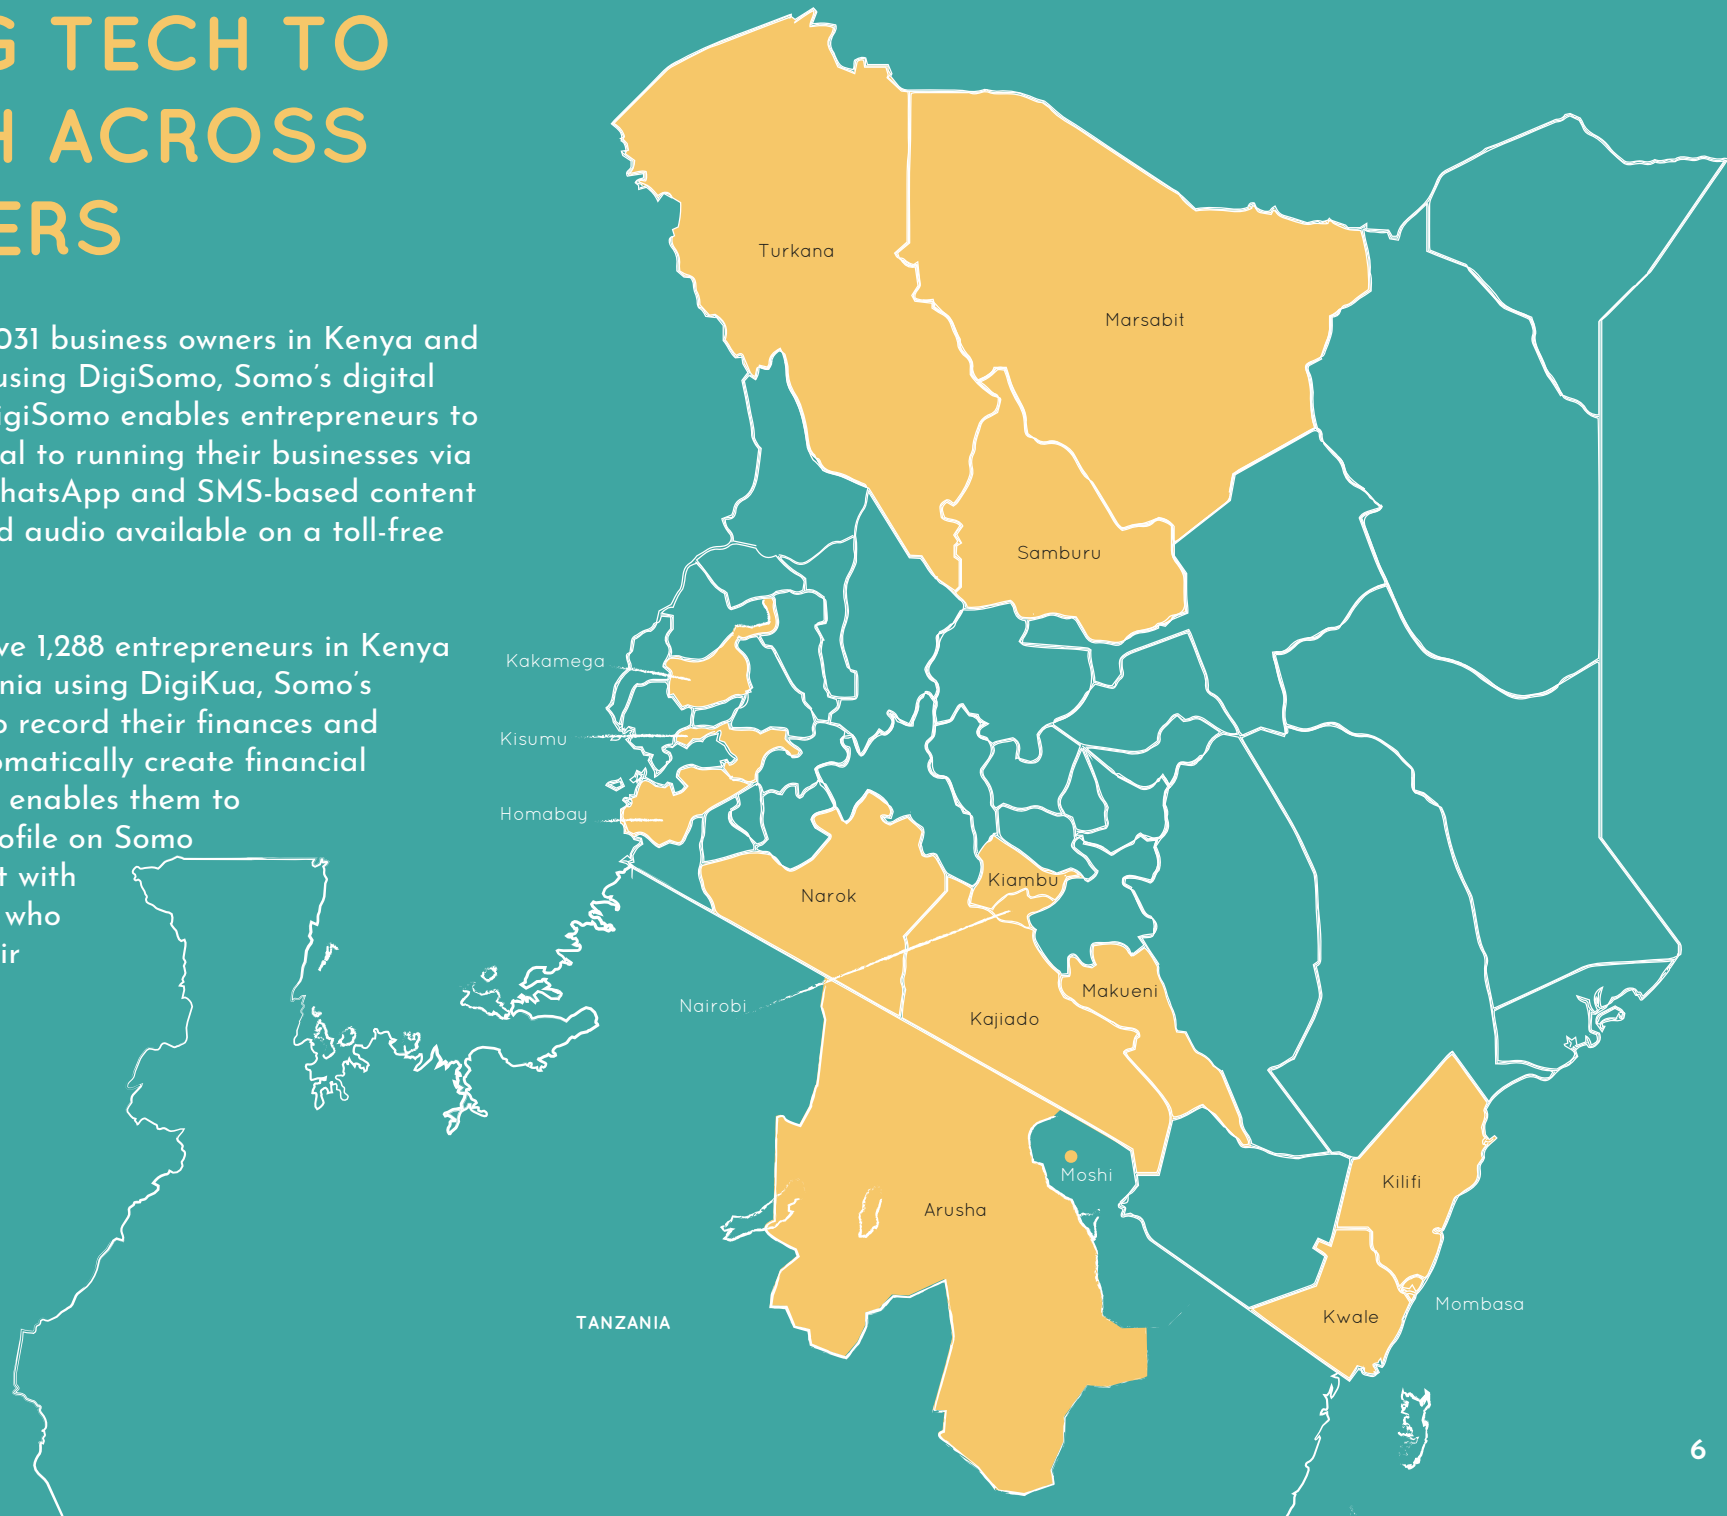 G TECH TO
H ACROSS
ERS
031 business owners in Kenya and
using DigiSomo, Somo's digital
igiSomo enables entrepreneurs to
al to running their businesses via
hatsApp and SMS-based content
d audio available on a toll-free
ve 1,288 entrepreneurs in Kenya
nia using DigiKua, Somo's
o record their finances and
omatically create financial
enables them to
ofile on Somo
t with
who
ir
Turkana
Marsabit
Samburu
Kakamega
Kisumu
Homabay
Narok
Kiambu
Nairobi
Kajiado
Makueni
Moshi
Arusha
Kilifi
Kwale
Mombasa
TANZANIA
6